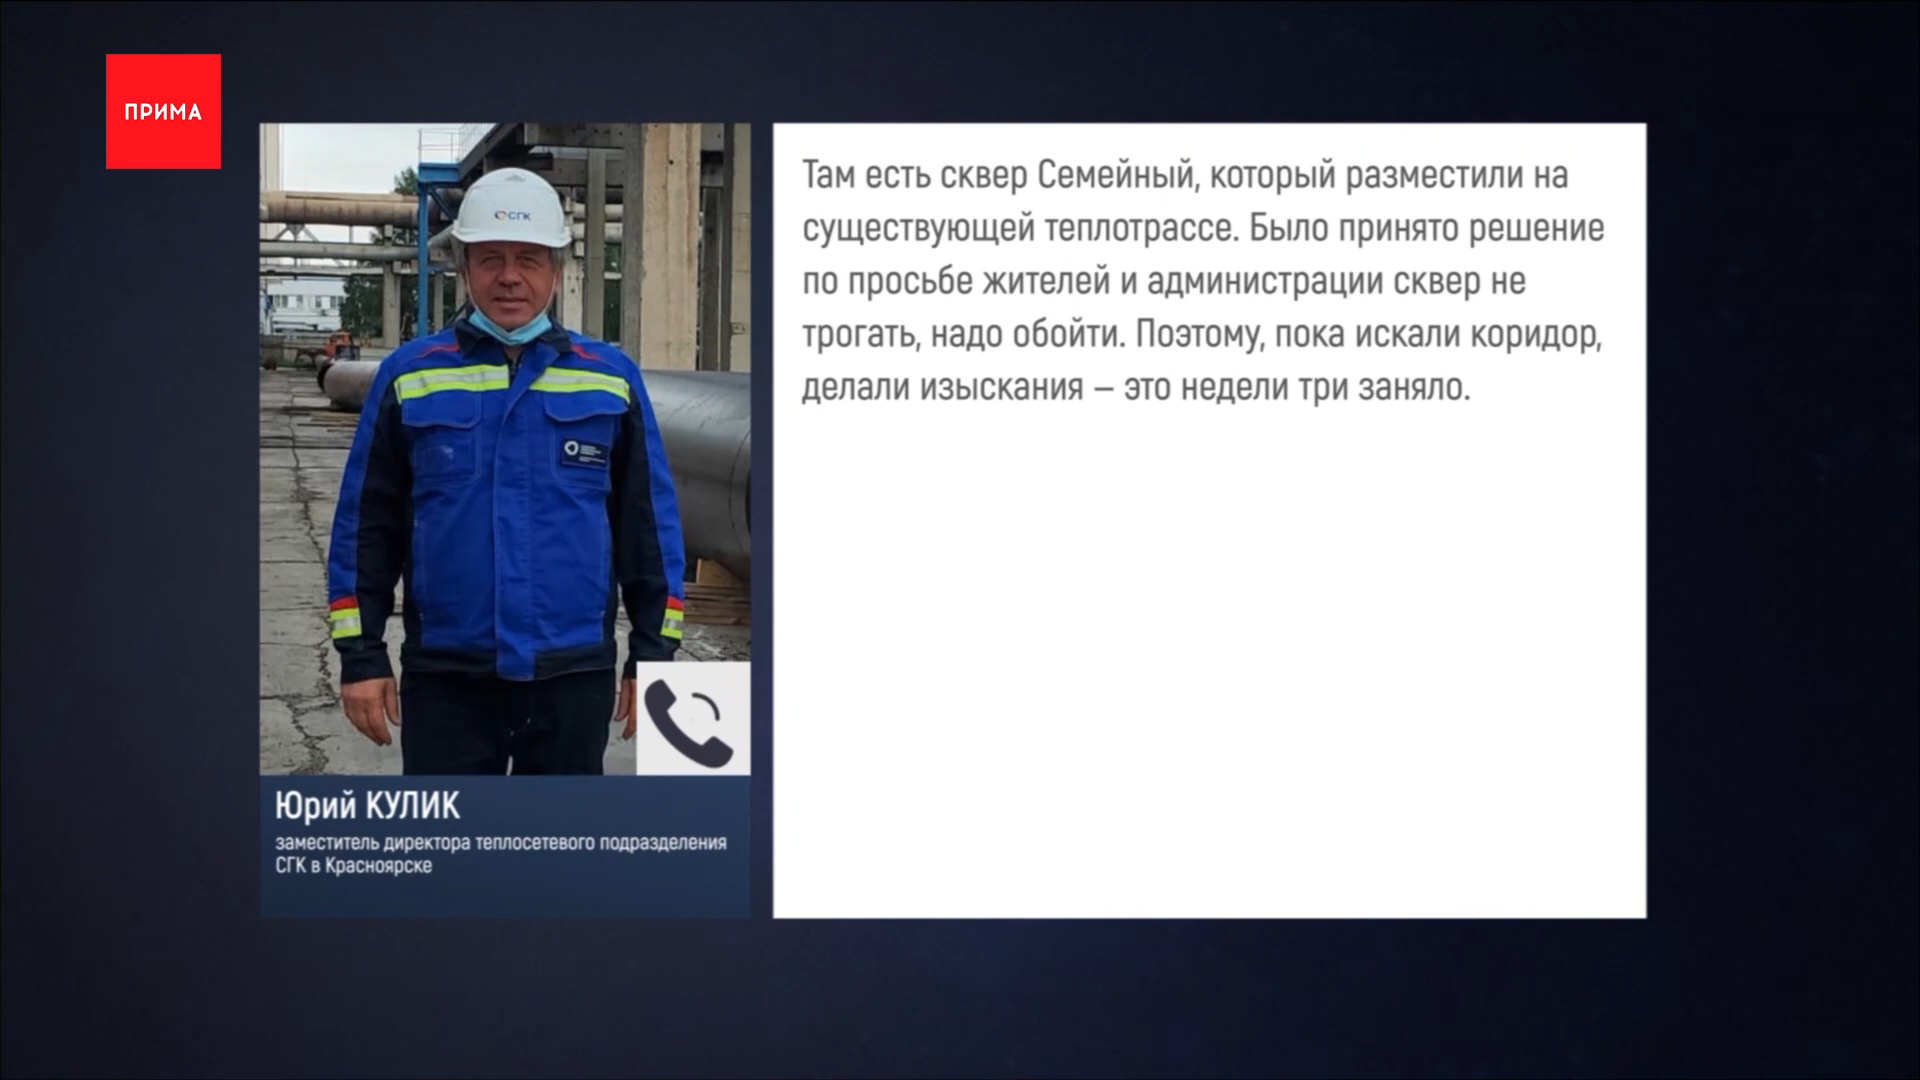 ПРИМА
СГК
Там есть сквер Семейный, который разместили на
существующей теплотрассе. Было принято решение
по просьбе жителей и администрации сквер не
трогать, надо обойти. Поэтому, пока искали коридор,
делали изыскания – это недели три заняло.
Юрий КУЛИК
заместитель директора теплосетевого подразделения
СГК в Красноярске